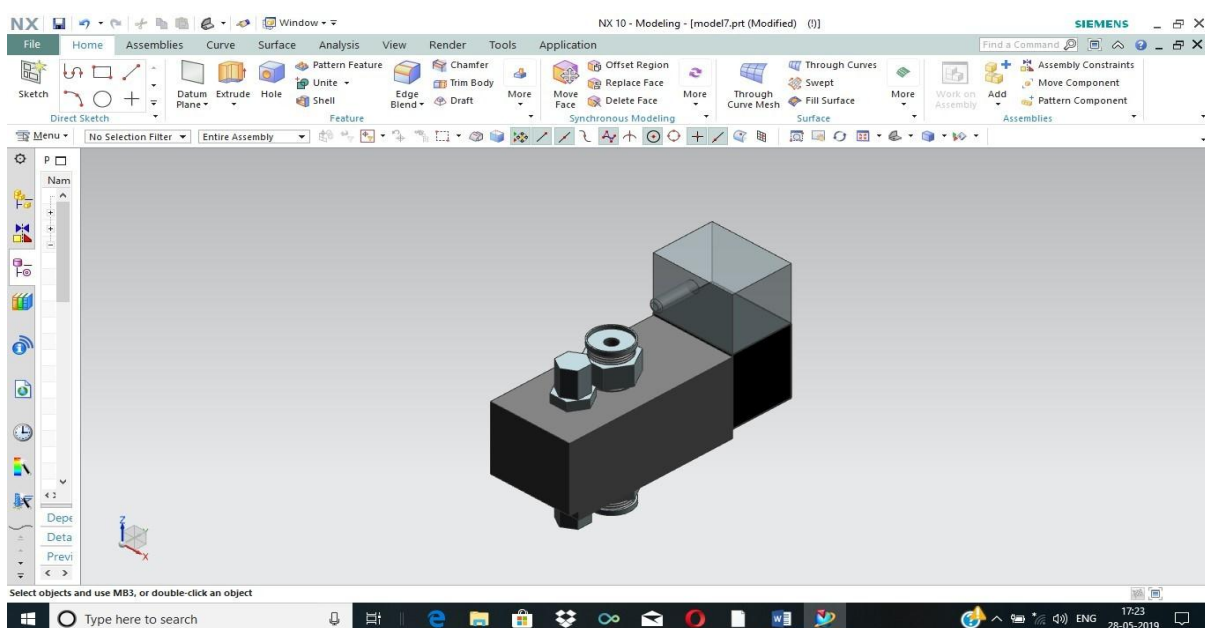 NX Window NX 10 - Modeling - [model7.prt (Modified) (!)] SIEMENS
File Home Assemblies Curve Surface Analysis View Render Tools Application Find a Command
Sketch
Direct Sketch
Datum Plane
Extrude
Hole
Pattern Feature
Unite
Shell
Edge Blend
Chamfer
Trim Body
Draft
More
Feature
Move Face
Offset Region
Replace Face
Delete Face
More
Synchronous Modeling
Through Curve Mesh
Through Curves
Swept
Fill Surface
More
Surface
Work on Assembly
Add
Assembly Constraints
Move Component
Pattern Component
Assemblies
Menu No Selection Filter Entire Assembly
P
Nam
Z
X
Depe
Deta
Previ
Select objects and use MB3, or double-click an object
Type here to search ENG 17:23
28-05-2019